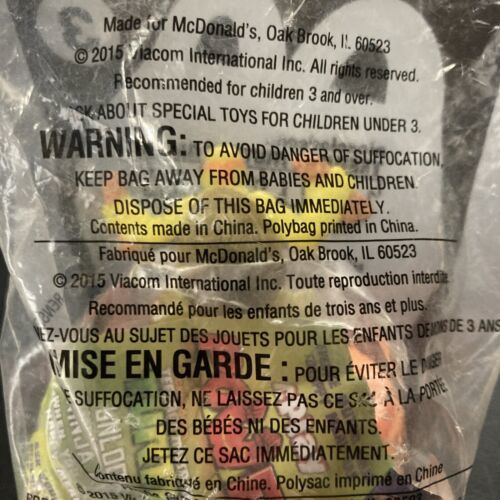 Made for McDonald's, Oak Brook, IL 60523
© 2015 Viacom International Inc. All rights reserved.
Recommended for children 3 and over.
ASK ABOUT SPECIAL TOYS FOR CHILDREN UNDER 3.
WARNING: TO AVOID DANGER OF SUFFOCATION,
KEEP BAG AWAY FROM BABIES AND CHILDREN.
DISPOSE OF THIS BAG IMMEDIATELY.
Contents made in China. Polybag printed in China.
Fabriqué pour McDonald's, Oak Brook, IL 60523
© 2015 Viacom International Inc. Toute reproduction interdite.
Recommandé pour les enfants de trois ans et plus.
EZ-VOUS AU SUJET DES JOUETS POUR LES ENFANTS DE MOINS DE 3 ANS
MISE EN GARDE : POUR ÉVITER LE DANGER
DE SUFFOCATION, NE LAISSEZ PAS CE SAC À LA PORTÉE
DES BÉBÉS NI DES ENFANTS.
JETEZ CE SAC IMMÉDIATEMENT.
Contenu fabriqué en Chine. Polysac imprimé en Chine
© 2015